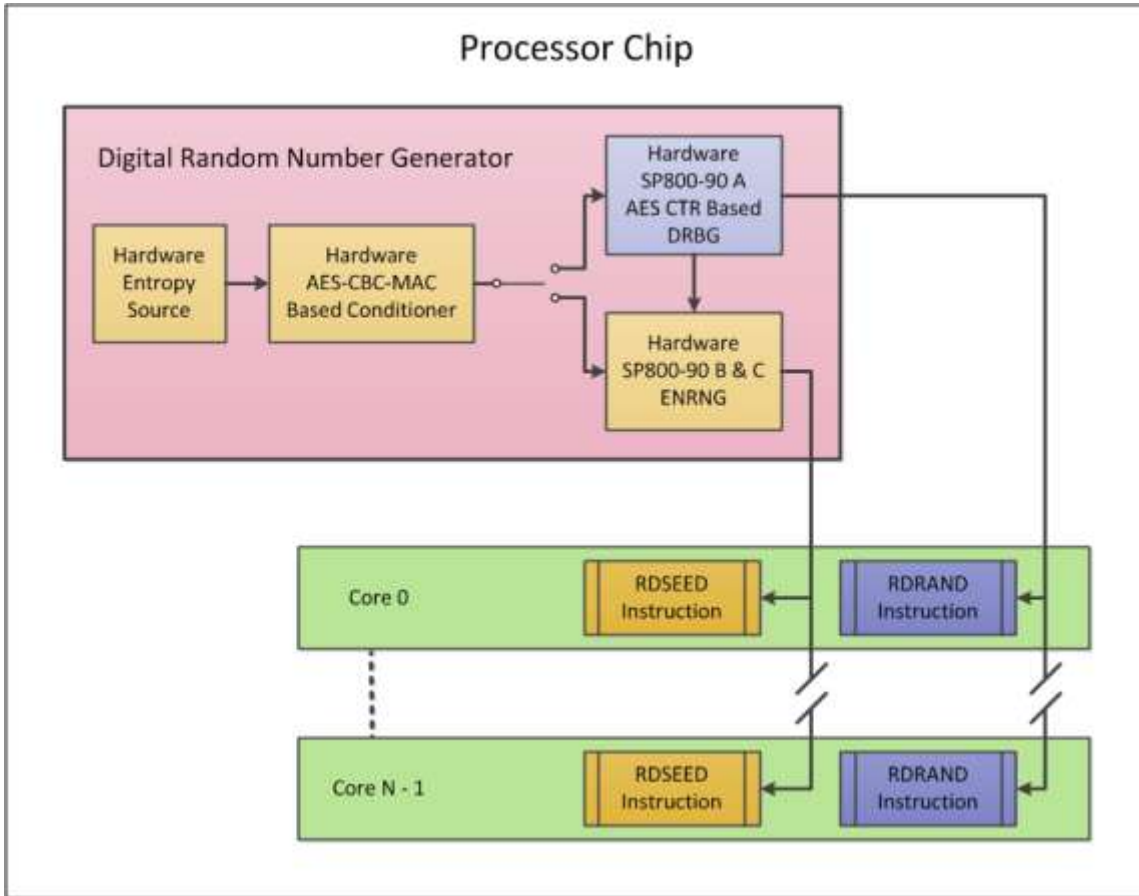 Processor Chip
Digital Random Number Generator
Hardware
Entropy
Source
Hardware
AES-CBC-MAC
Based Conditioner
Hardware
SP800-90 A
AES CTR Based
DRBG
Hardware
SP800-90 B & C
ENRNG
Core 0
RDSEED
Instruction
RDRAND
Instruction
Core N - 1
RDSEED
Instruction
RDRAND
Instruction